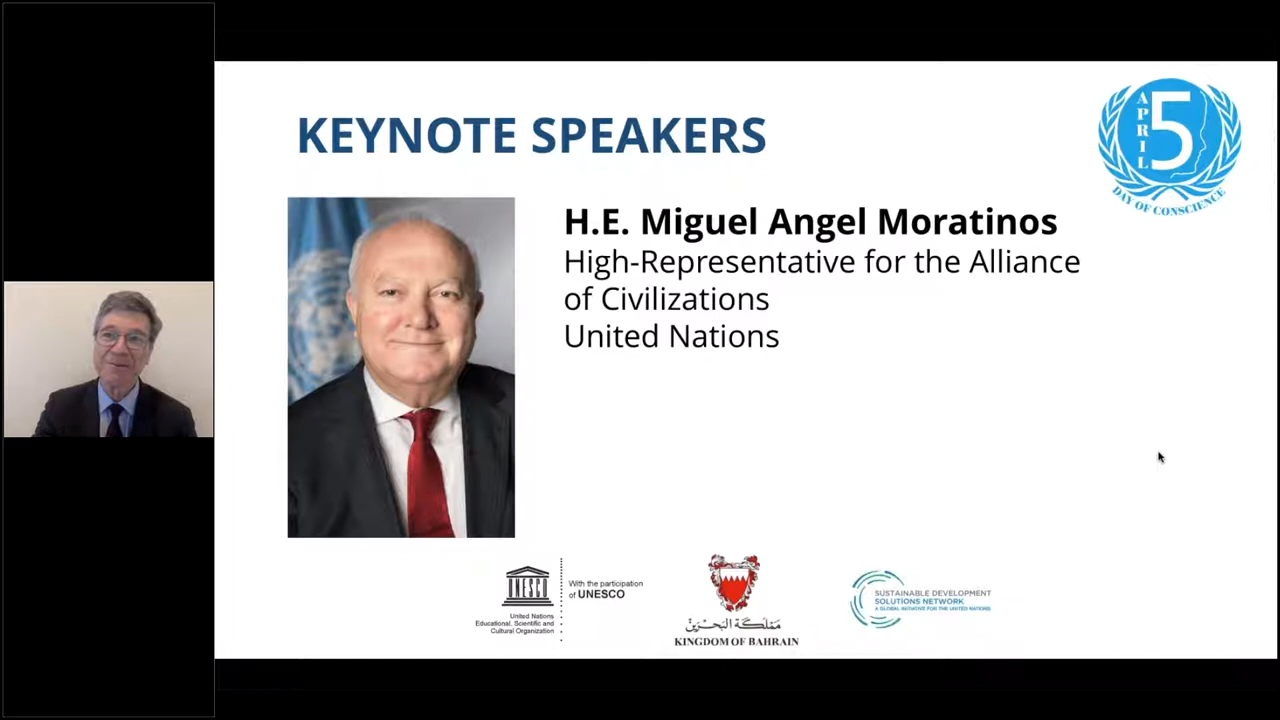 KEYNOTE SPEAKERS
APRIL
5
DAY OF CONSCIENCE
H.E. Miguel Angel Moratinos
High-Representative for the Alliance
of Civilizations
United Nations
UNESCO
United Nations
Educational, Scientific and
Cultural Organization
With the participation
of UNESCO
مملكة البحرين
KINGDOM OF BAHRAIN
SUSTAINABLE DEVELOPMENT
SOLUTIONS NETWORK
A GLOBAL INITIATIVE FOR THE UNITED NATIONS